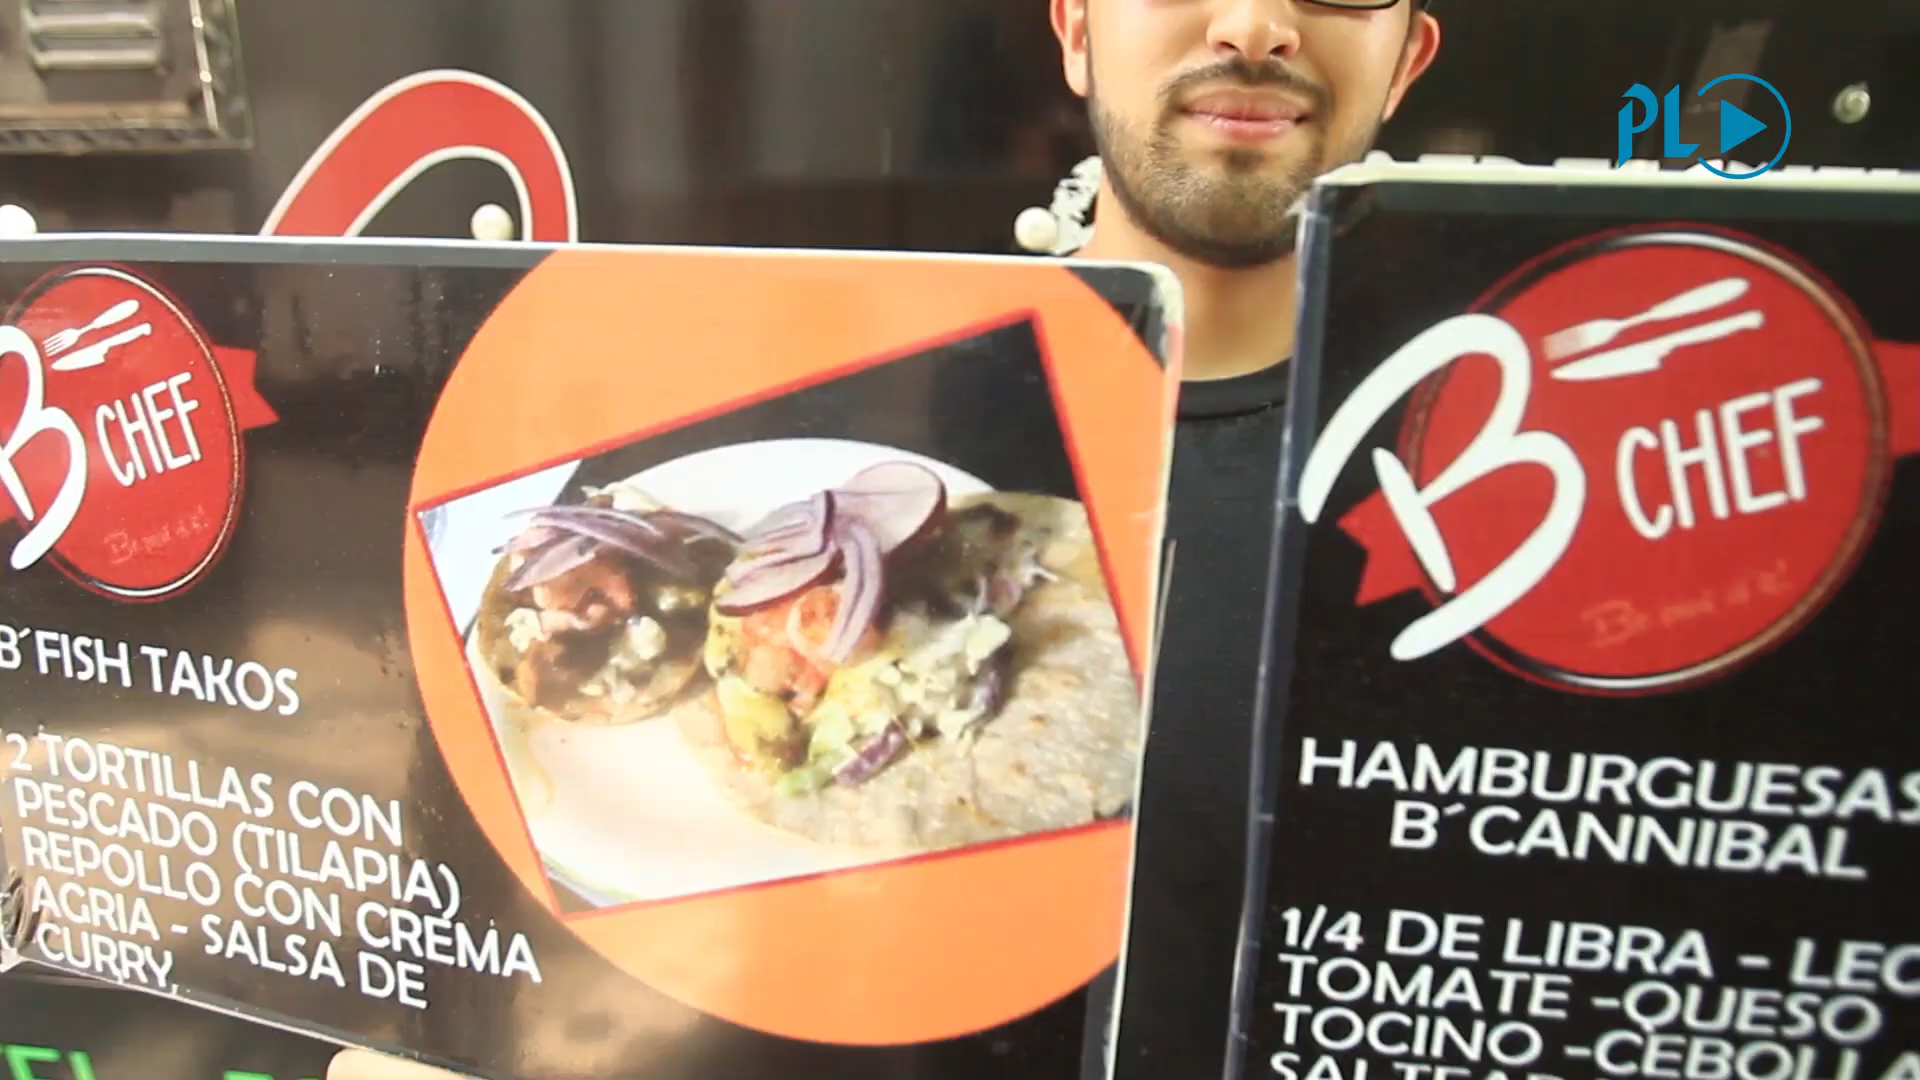 PL
B CHEF
B´FISH TAKOS
2 TORTILLAS CON
PESCADO (TILAPIA)
REPOLLO CON CREMA
AGRIA - SALSA DE
CURRY,
B CHEF
HAMBURGUESAS
B´CANNIBAL
1/4 DE LIBRA - LEC
TOMATE -QUESO
TOCINO -CEBOLLA